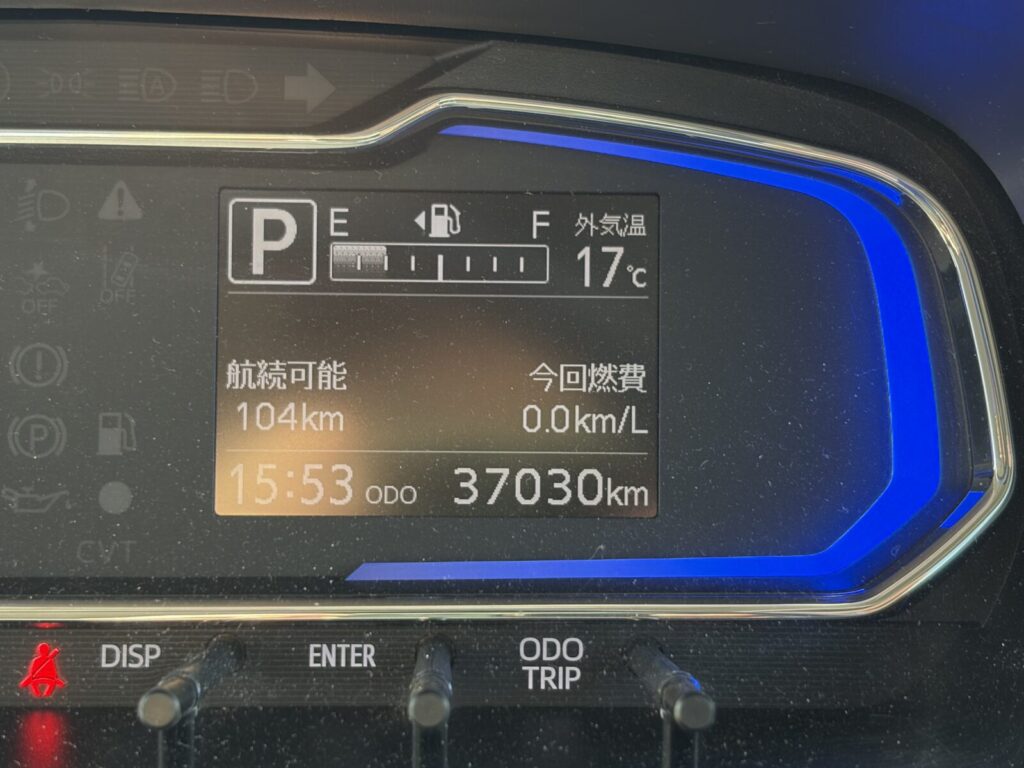 P
E F
外気温
17℃
航続可能
104km
今回燃費
0.0km/L
15:53 ODO 37030km
A
OFF
OFF
P
CVT
DISP
ENTER
ODO
TRIP